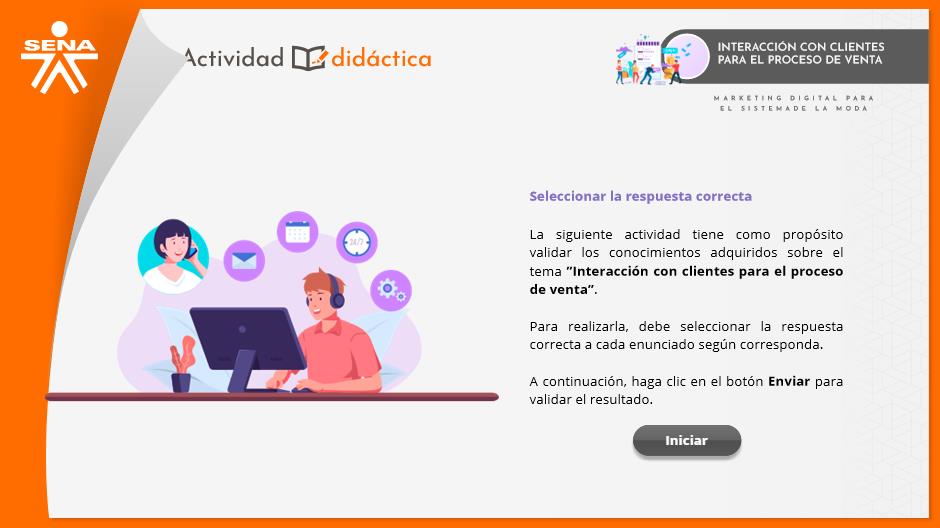 SENA
Actividad didáctica
INTERACCIÓN CON CLIENTES
PARA EL PROCESO DE VENTA
MARKETING DIGITAL PARA
EL SISTEMADE LA MODA
24/7
Seleccionar la respuesta correcta
La siguiente actividad tiene como propósito
validar los conocimientos adquiridos sobre el
tema ”Interacción con clientes para el proceso
de venta”.
Para realizarla, debe seleccionar la respuesta
correcta a cada enunciado según corresponda.
A continuación, haga clic en el botón Enviar para
validar el resultado.
Iniciar